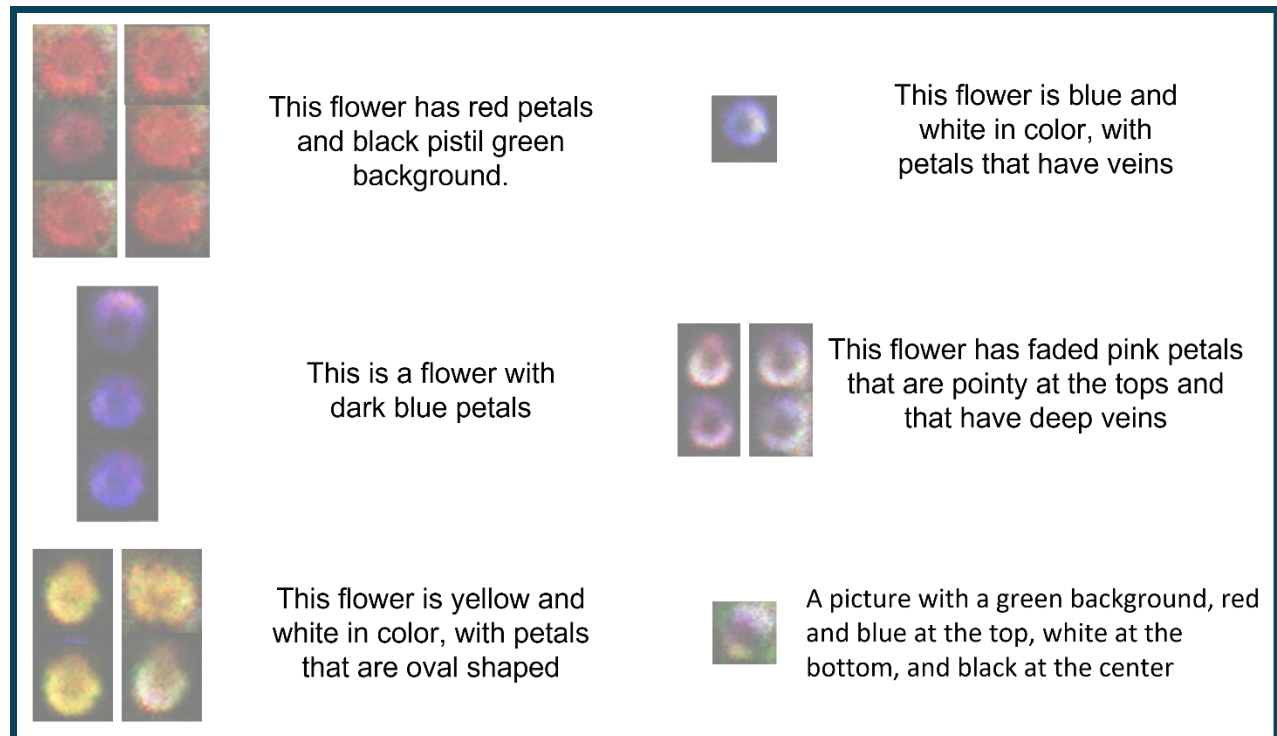 This flower has red petals
and black pistil green
background.
This flower is blue and
white in color, with
petals that have veins
This is a flower with
dark blue petals
This flower has faded pink petals
that are pointy at the tops and
that have deep veins
This flower is yellow and
white in color, with petals
that are oval shaped
A picture with a green background, red
and blue at the top, white at the
bottom, and black at the center